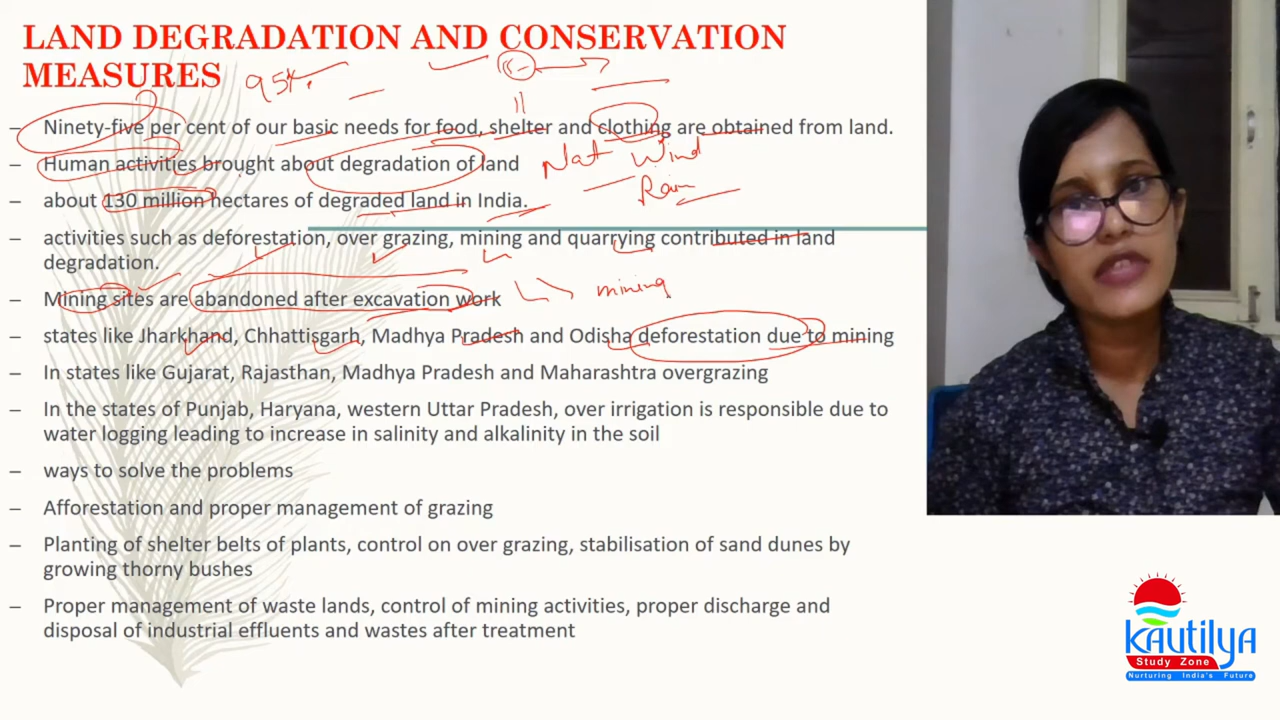 LAND DEGRADATION AND CONSERVATION
MEASURES
95%
– Ninety-five per cent of our basic needs for food, shelter and clothing are obtained from land.
– Human activities brought about degradation of land
Nat Wind
Rain
– about 130 million hectares of degraded land in India.
– activities such as deforestation, over grazing, mining and quarrying contributed in land
degradation.
– Mining sites are abandoned after excavation work
mining
– states like Jharkhand, Chhattisgarh, Madhya Pradesh and Odisha deforestation due to mining
– In states like Gujarat, Rajasthan, Madhya Pradesh and Maharashtra overgrazing
– In the states of Punjab, Haryana, western Uttar Pradesh, over irrigation is responsible due to
water logging leading to increase in salinity and alkalinity in the soil
– ways to solve the problems
– Afforestation and proper management of grazing
– Planting of shelter belts of plants, control on over grazing, stabilisation of sand dunes by
growing thorny bushes
– Proper management of waste lands, control of mining activities, proper discharge and
disposal of industrial effluents and wastes after treatment
Kautilya
Study Zone
Nurturing India's Future